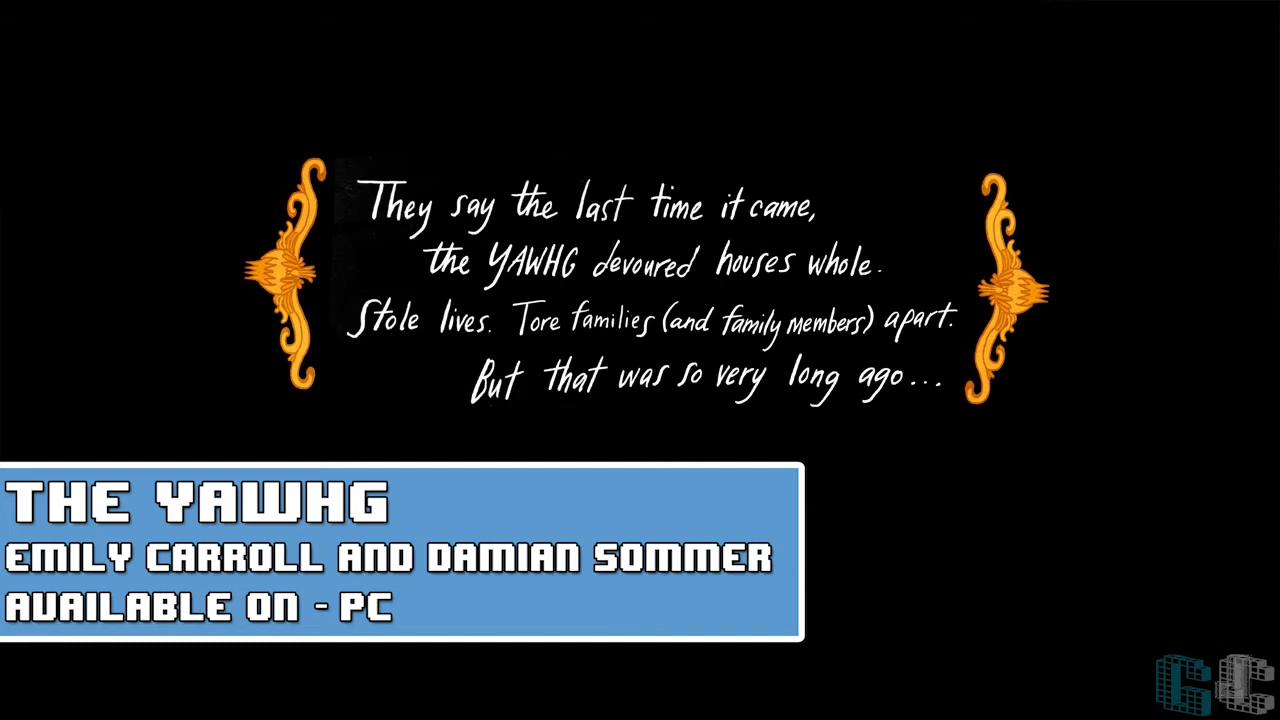 They say the last time it came,
the YAWHG devoured houses whole.
Stole lives. Tore families (and family members) apart.
But that was so very long ago...
THE YAWHG
EMILY CARROLL AND DAMIAN SOMMER
AVAILABLE ON - PC
CC